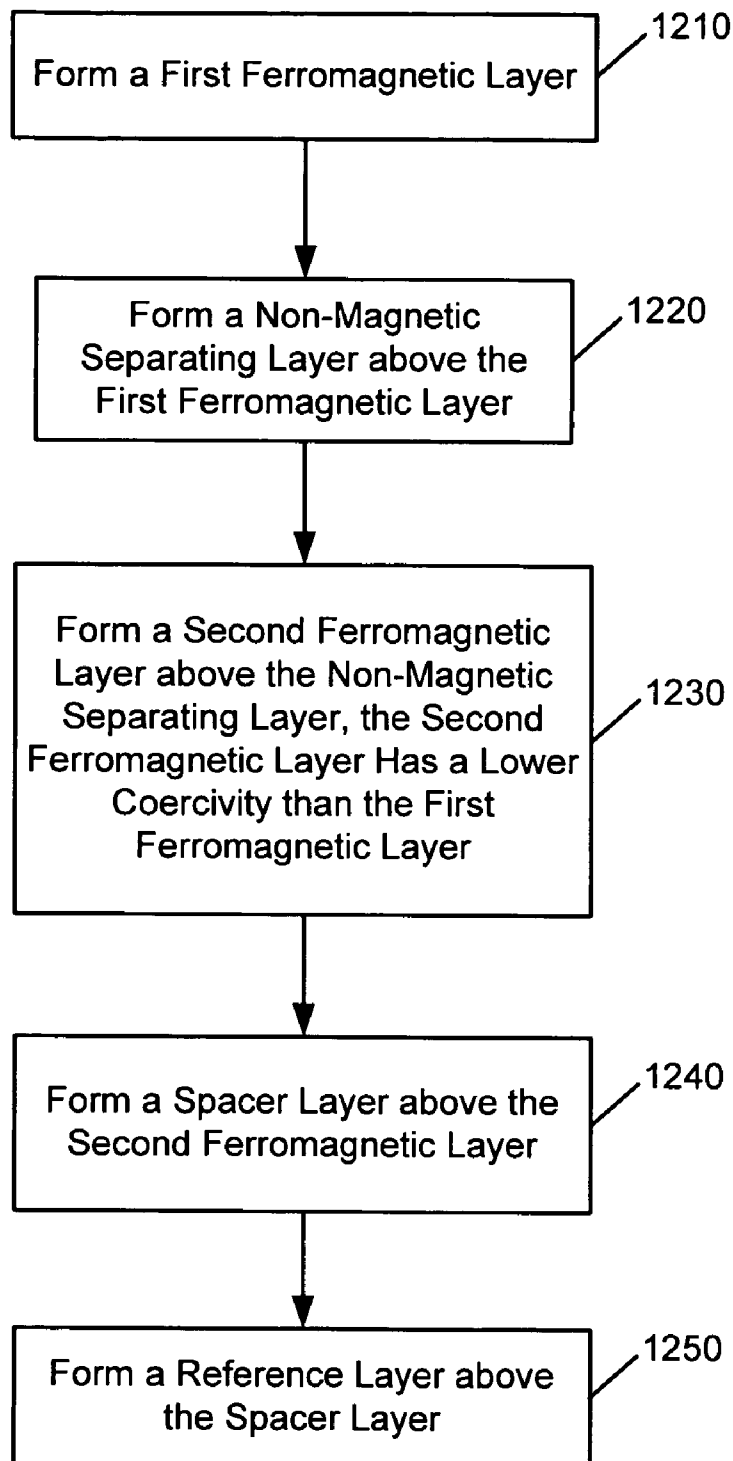 1210
Form a First Ferromagnetic Layer
1220
Form a Non-Magnetic
Separating Layer above the
First Ferromagnetic Layer
1230
Form a Second Ferromagnetic
Layer above the Non-Magnetic
Separating Layer, the Second
Ferromagnetic Layer Has a Lower
Coercivity than the First
Ferromagnetic Layer
1240
Form a Spacer Layer above the
Second Ferromagnetic Layer
1250
Form a Reference Layer above
the Spacer Layer